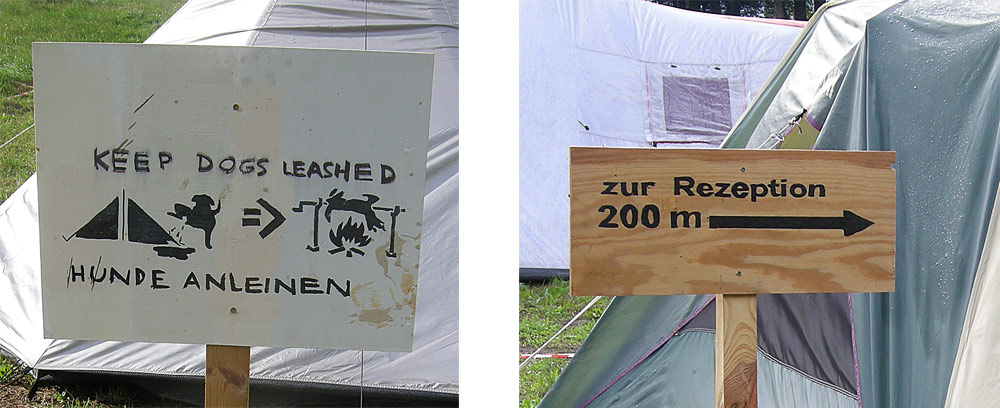 KEEP DOGS LEASHED
HUNDE ANLEINEN
zur Rezeption
200 m